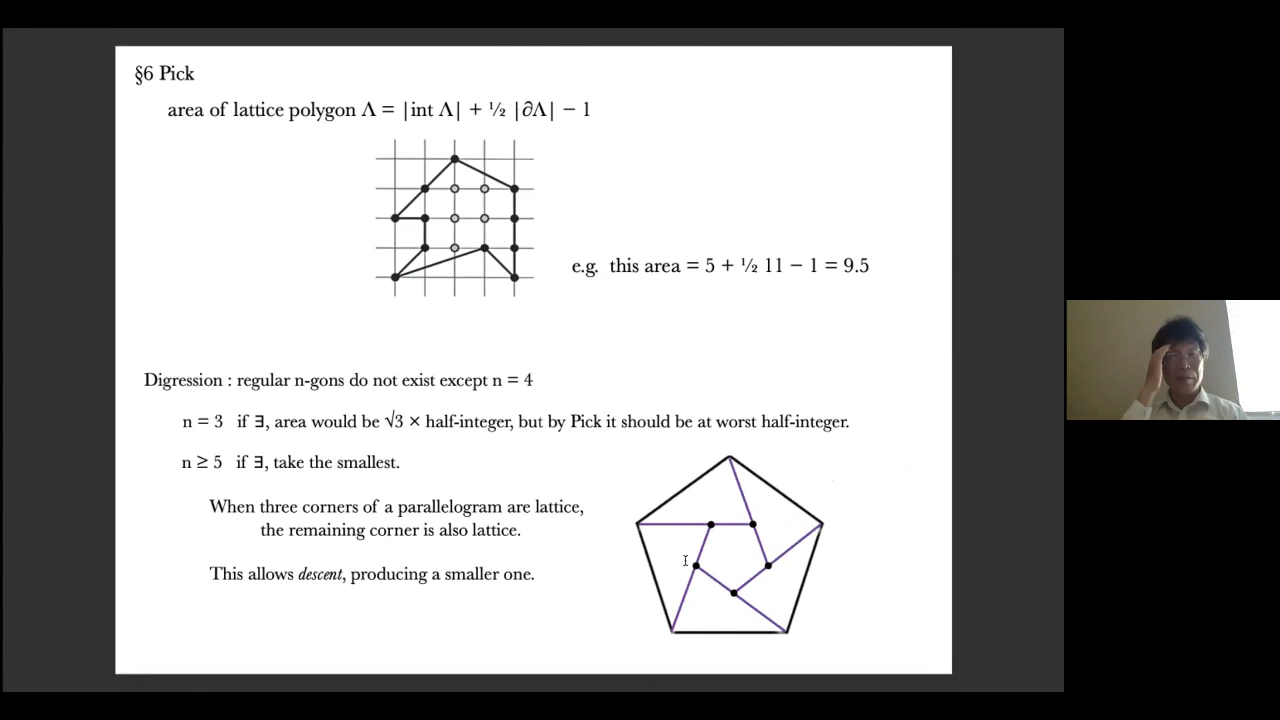 §6 Pick
area of lattice polygon Λ = |int Λ| + ½ |∂Λ| − 1
e.g. this area = 5 + ½ 11 − 1 = 9.5
Digression : regular n-gons do not exist except n = 4
n = 3 if ∃, area would be √3 × half-integer, but by Pick it should be at worst half-integer.
n ≥ 5 if ∃, take the smallest.
When three corners of a parallelogram are lattice,
the remaining corner is also lattice.
This allows descent, producing a smaller one.